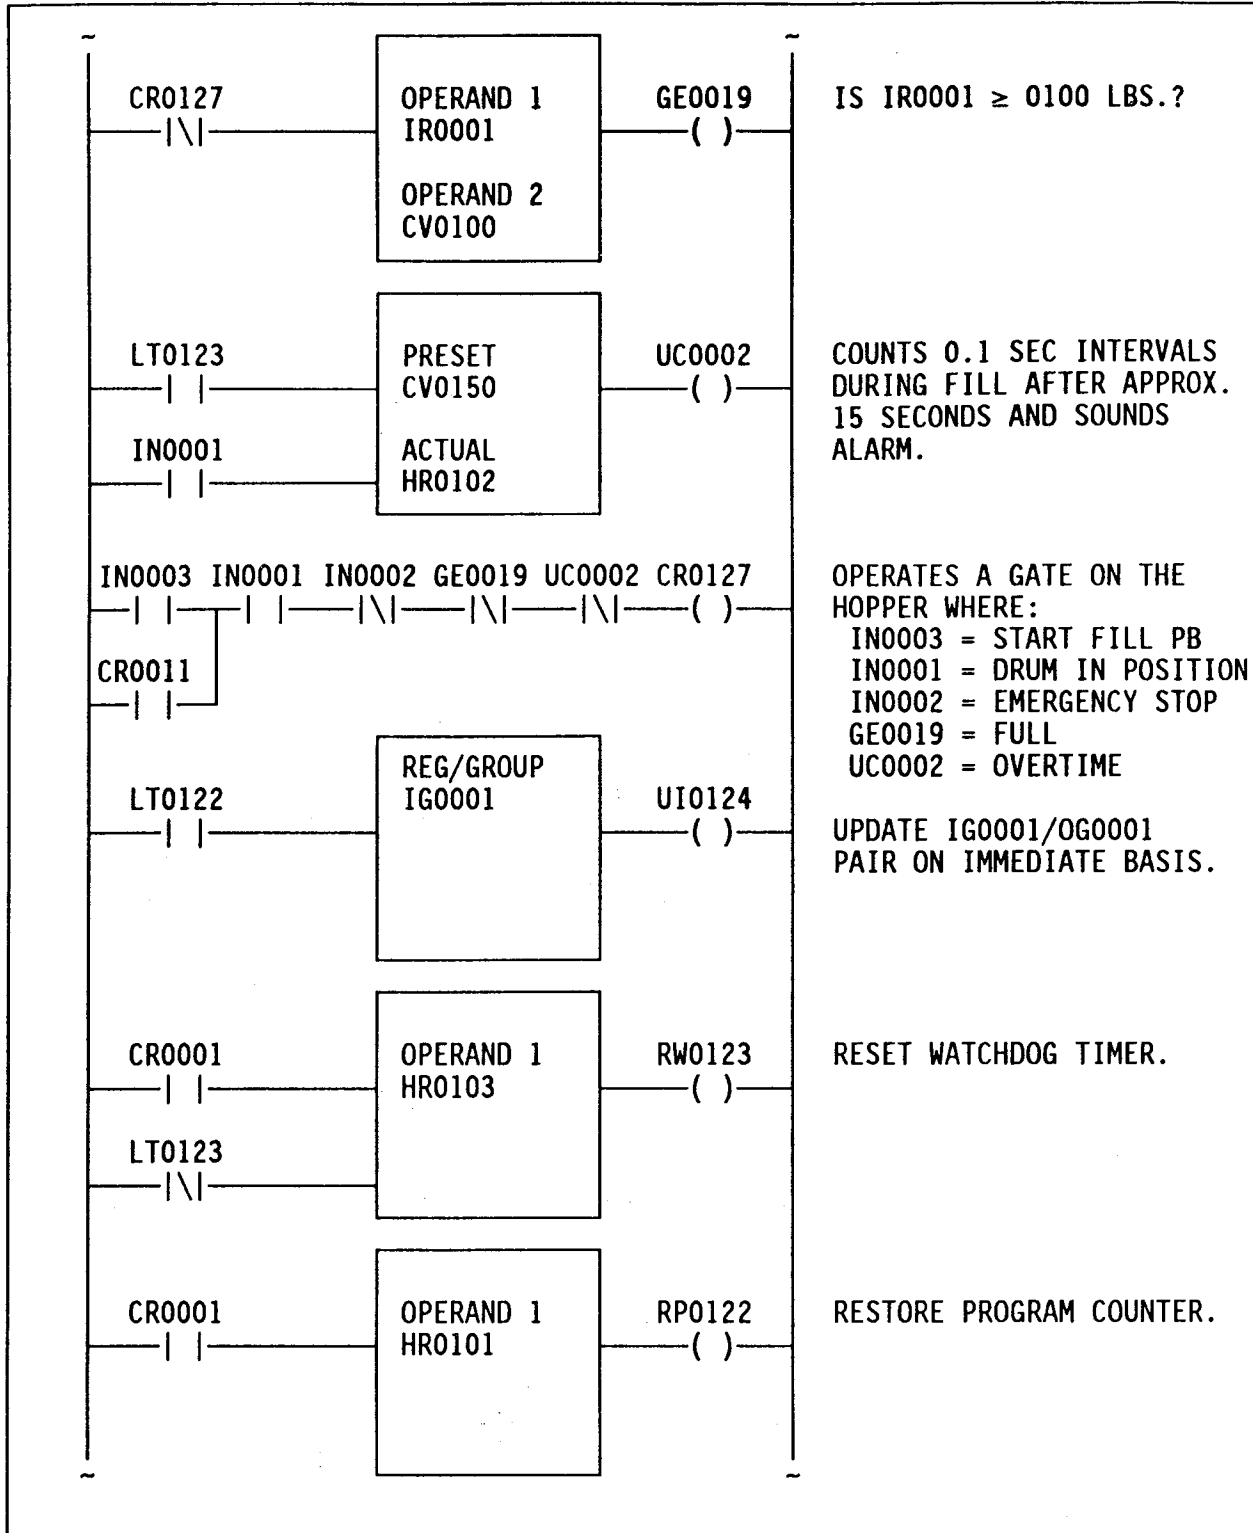 CR0127 OPERAND 1 GE0019 IS IR0001 ≥ 0100 LBS.?
IR0001
OPERAND 2
CV0100
LT0123 PRESET UC0002 COUNTS 0.1 SEC INTERVALS
CV0150 DURING FILL AFTER APPROX.
15 SECONDS AND SOUNDS
IN0001 ACTUAL ALARM.
HR0102
IN0003 IN0001 IN0002 GE0019 UC0002 CR0127 OPERATES A GATE ON THE
HOPPER WHERE:
IN0003 = START FILL PB
CR0011 IN0001 = DRUM IN POSITION
IN0002 = EMERGENCY STOP
GE0019 = FULL
REG/GROUP UC0002 = OVERTIME
LT0122 IG0001 UI0124
UPDATE IG0001/OG0001
PAIR ON IMMEDIATE BASIS.
CR0001 OPERAND 1 RW0123 RESET WATCHDOG TIMER.
HR0103
LT0123
CR0001 OPERAND 1 RP0122 RESTORE PROGRAM COUNTER.
HR0101